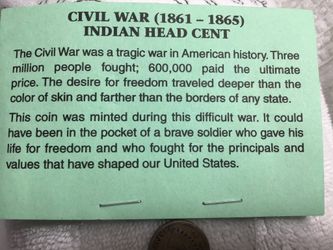 CIVIL WAR (1861 – 1865)
INDIAN HEAD CENT
The Civil War was a tragic war in American history. Three
million people fought; 600,000 paid the ultimate
price. The desire for freedom traveled deeper than the
color of skin and farther than the borders of any state.
This coin was minted during this difficult war. It could
have been in the pocket of a brave soldier who gave his
life for freedom and who fought for the principals and
values that have shaped our United States.